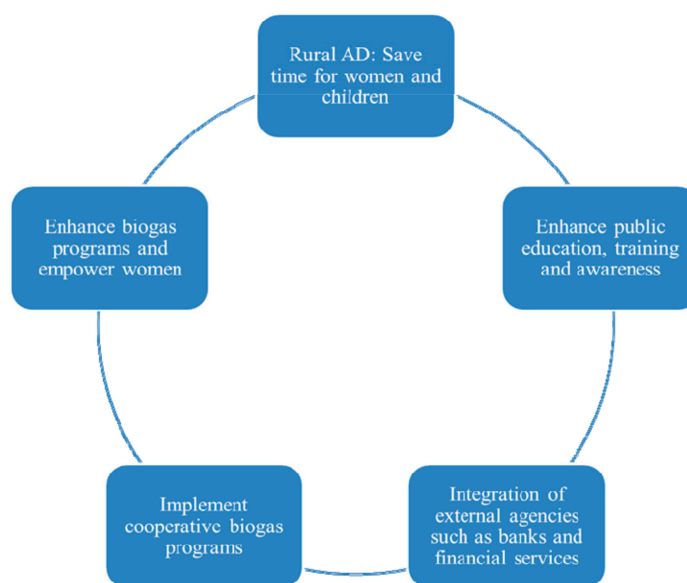 Rural AD: Save
time for women and
children
Enhance public
education, training
and awareness
Integration of
external agencies
such as banks and
financial services
Implement
cooperative biogas
programs
Enhance biogas
programs and
empower women